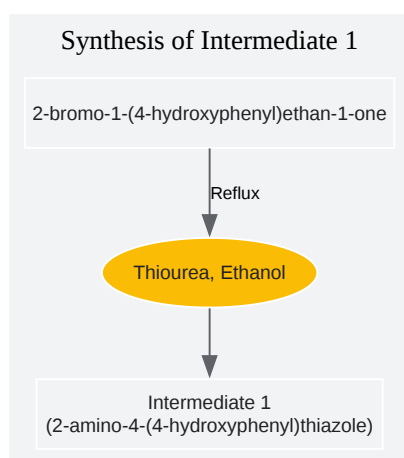 Synthesis of Intermediate 1
2-bromo-1-(4-hydroxyphenyl)ethan-1-one
Reflux
Thiourea, Ethanol
Intermediate 1
(2-amino-4-(4-hydroxyphenyl)thiazole)